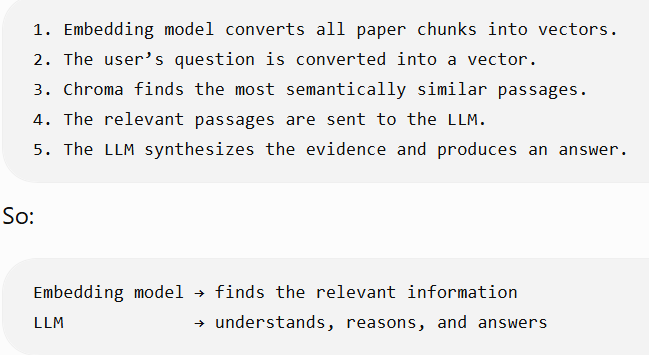 1. Embedding model converts all paper chunks into vectors.
2. The user’s question is converted into a vector.
3. Chroma finds the most semantically similar passages.
4. The relevant passages are sent to the LLM.
5. The LLM synthesizes the evidence and produces an answer.
So:
Embedding model → finds the relevant information
LLM → understands, reasons, and answers